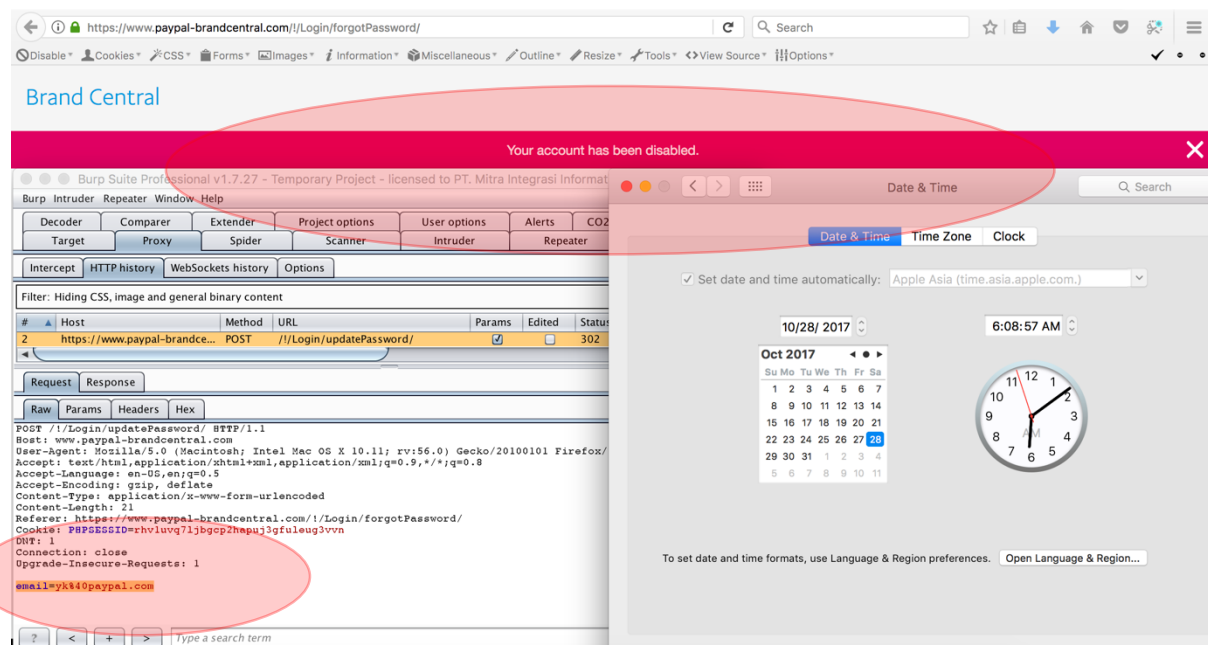 https://www.paypal-brandcentral.com/!/Login/forgotPassword/
Search
Disable Cookies CSS Forms Images Information Miscellaneous Outline Resize Tools View Source Options
Brand Central
Your account has been disabled.
Burp Suite Professional v1.7.27 - Temporary Project - licensed to PT. Mitra Integrasi Informat
Burp Intruder Repeater Window Help
Decoder Comparer Extender Project options User options Alerts CO2
Target Proxy Spider Scanner Intruder Repeater
Intercept HTTP history WebSockets history Options
Filter: Hiding CSS, image and general binary content
# Host Method URL Params Edited Status
2 https://www.paypal-brandce... POST /!/Login/updatePassword/ 302
Request Response
Raw Params Headers Hex
POST /!/Login/updatePassword/ HTTP/1.1
Host: www.paypal-brandcentral.com
User-Agent: Mozilla/5.0 (Macintosh; Intel Mac OS X 10.11; rv:56.0) Gecko/20100101 Firefox/
Accept: text/html,application/xhtml+xml,application/xml;q=0.9,*/*;q=0.8
Accept-Language: en-US,en;q=0.5
Accept-Encoding: gzip, deflate
Content-Type: application/x-www-form-urlencoded
Content-Length: 21
Referer: https://www.paypal-brandcentral.com/!/Login/forgotPassword/
Cookie: PHPSESSID=rhvluvq7ljbgcp2hapuj3gfuleug3vvn
DNT: 1
Connection: close
Upgrade-Insecure-Requests: 1
email=yk%40paypal.com
? < + > Type a search term
Date & Time
Search
Date & Time Time Zone Clock
Set date and time automatically: Apple Asia (time.asia.apple.com.)
10/28/ 2017
6:08:57 AM
Oct 2017
Su Mo Tu We Th Fr Sa
1 2 3 4 5 6 7
8 9 10 11 12 13 14
15 16 17 18 19 20 21
22 23 24 25 26 27 28
29 30 31 1 2 3 4
5 6 7 8 9 10 11
12 1 2 3 4 5 6 7 8 9 10 11
AM
To set date and time formats, use Language & Region preferences. Open Language & Region...